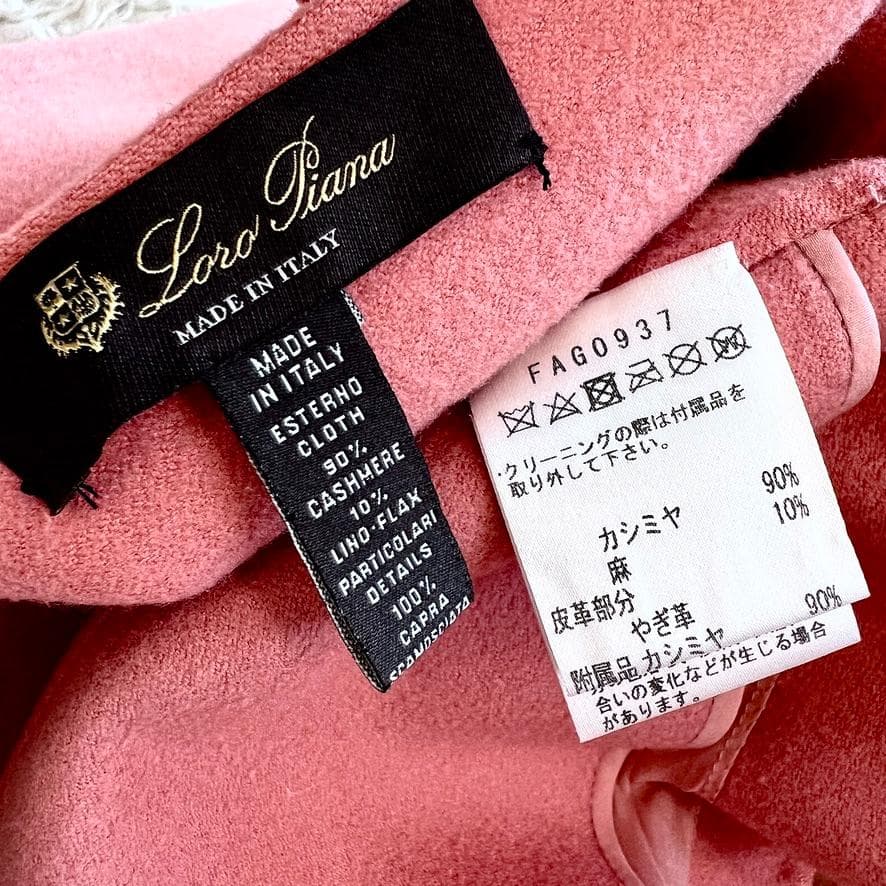 Loro Piana
MADE IN ITALY
MADE
IN ITALY
ESTERNO
CLOTH
90%
CASHMERE
10%
LINO-FLAX
PARTICOLARI
DETAILS
100%
CAPRA
SCAMOSCIATA
FAG0937
・クリーニングの際は付属品を
取り外して下さい。
カシミヤ 90%
麻 10%
皮革部分
やぎ革
附属品 カシミヤ 90%
合いの変化などが生じる場合
があります。